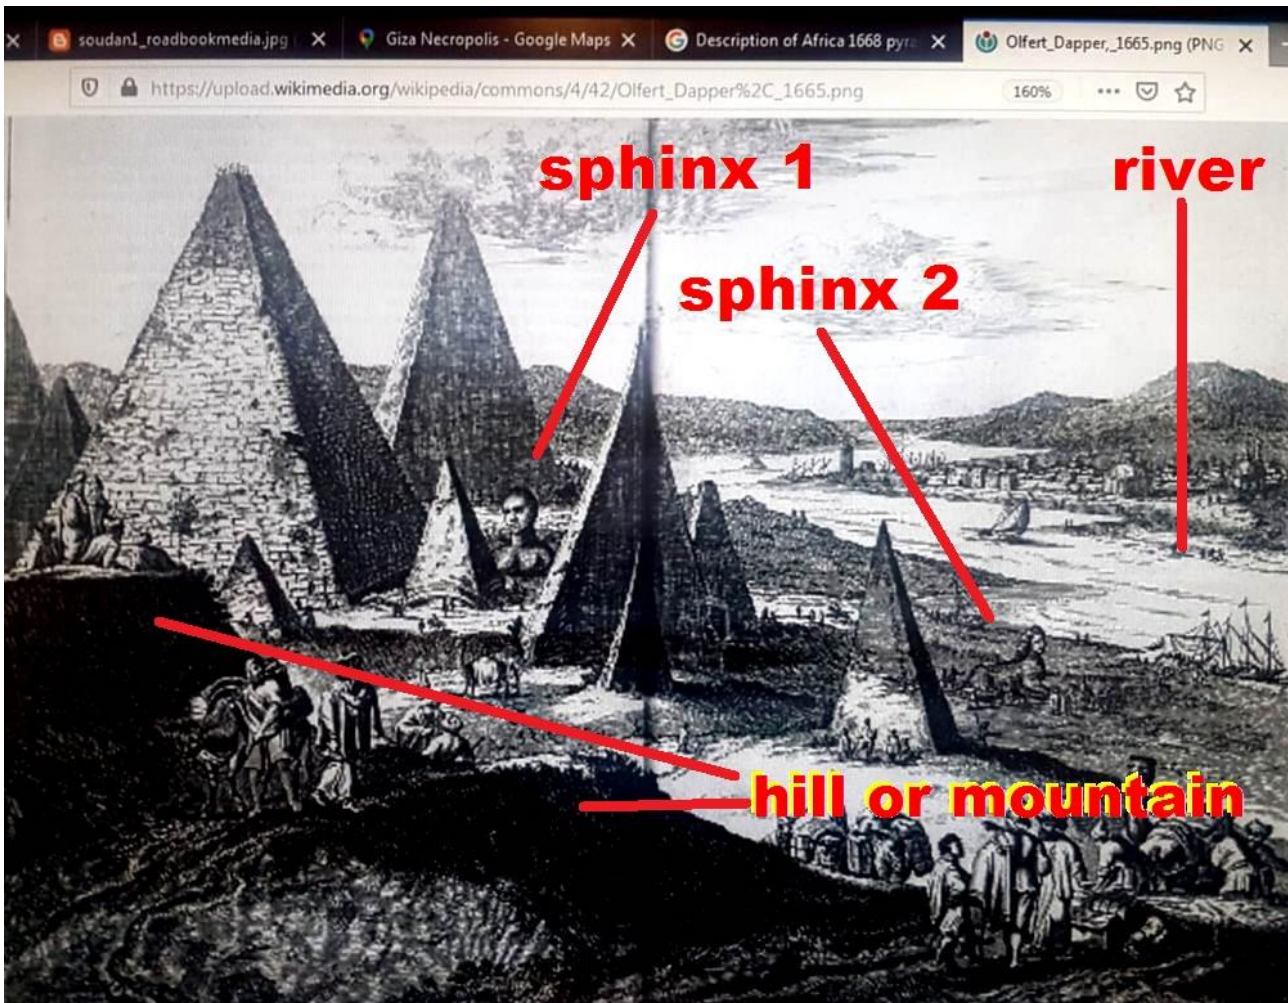 soudan1_roadbookmedia.jpg
Giza Necropolis - Google Maps
Description of Africa 1668 pyr
Olfert_Dapper,_1665.png (PNG
https://upload.wikimedia.org/wikipedia/commons/4/42/Olfert_Dapper%2C_1665.png
160%
sphinx 1
river
sphinx 2
hill or mountain